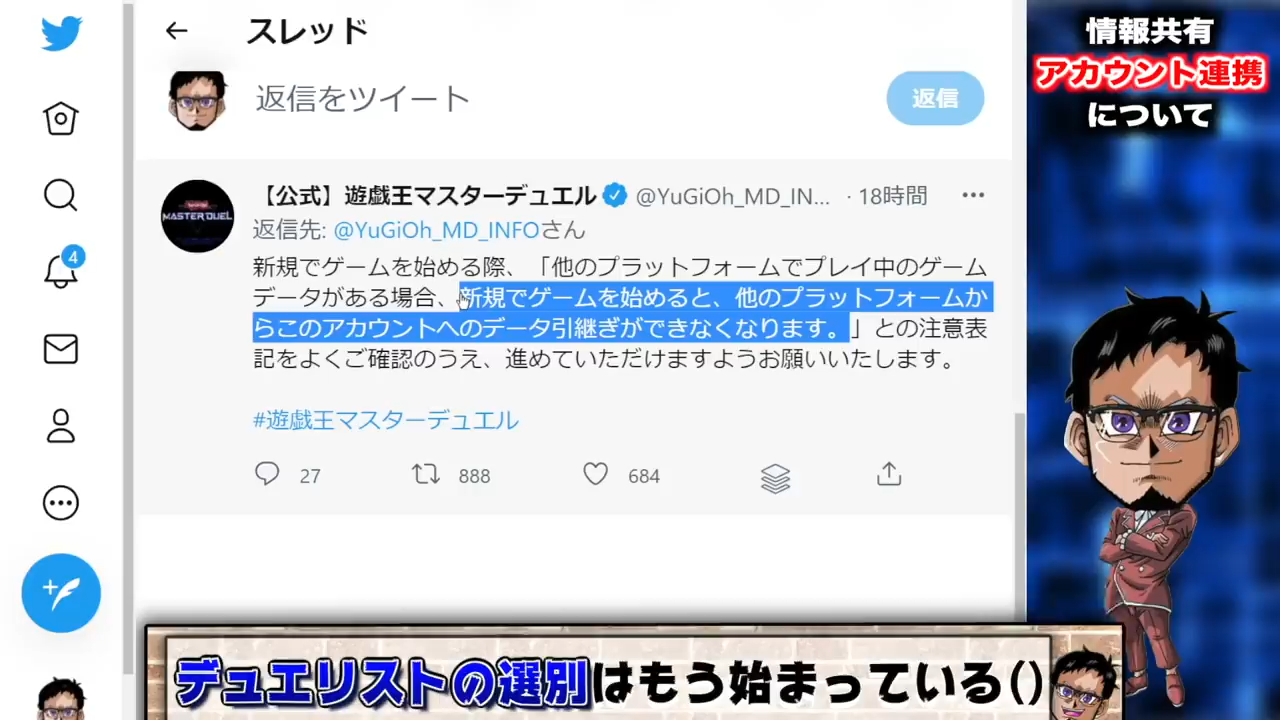 スレッド
返信をツイート
返信
【公式】遊戯王マスターデュエル @YuGiOh_MD_IN... · 18時間
MASTER DUEL
返信先: @YuGiOh_MD_INFOさん
新規でゲームを始める際、「他のプラットフォームでプレイ中のゲーム
データがある場合、新規でゲームを始めると、他のプラットフォームか
らこのアカウントへのデータ引継ぎができなくなります。」との注意表
記をよくご確認のうえ、進めていただけますようお願いいたします。
#遊戯王マスターデュエル
27 888 684
4
情報共有
アカウント連携
について
デュエリストの選別はもう始まっている()